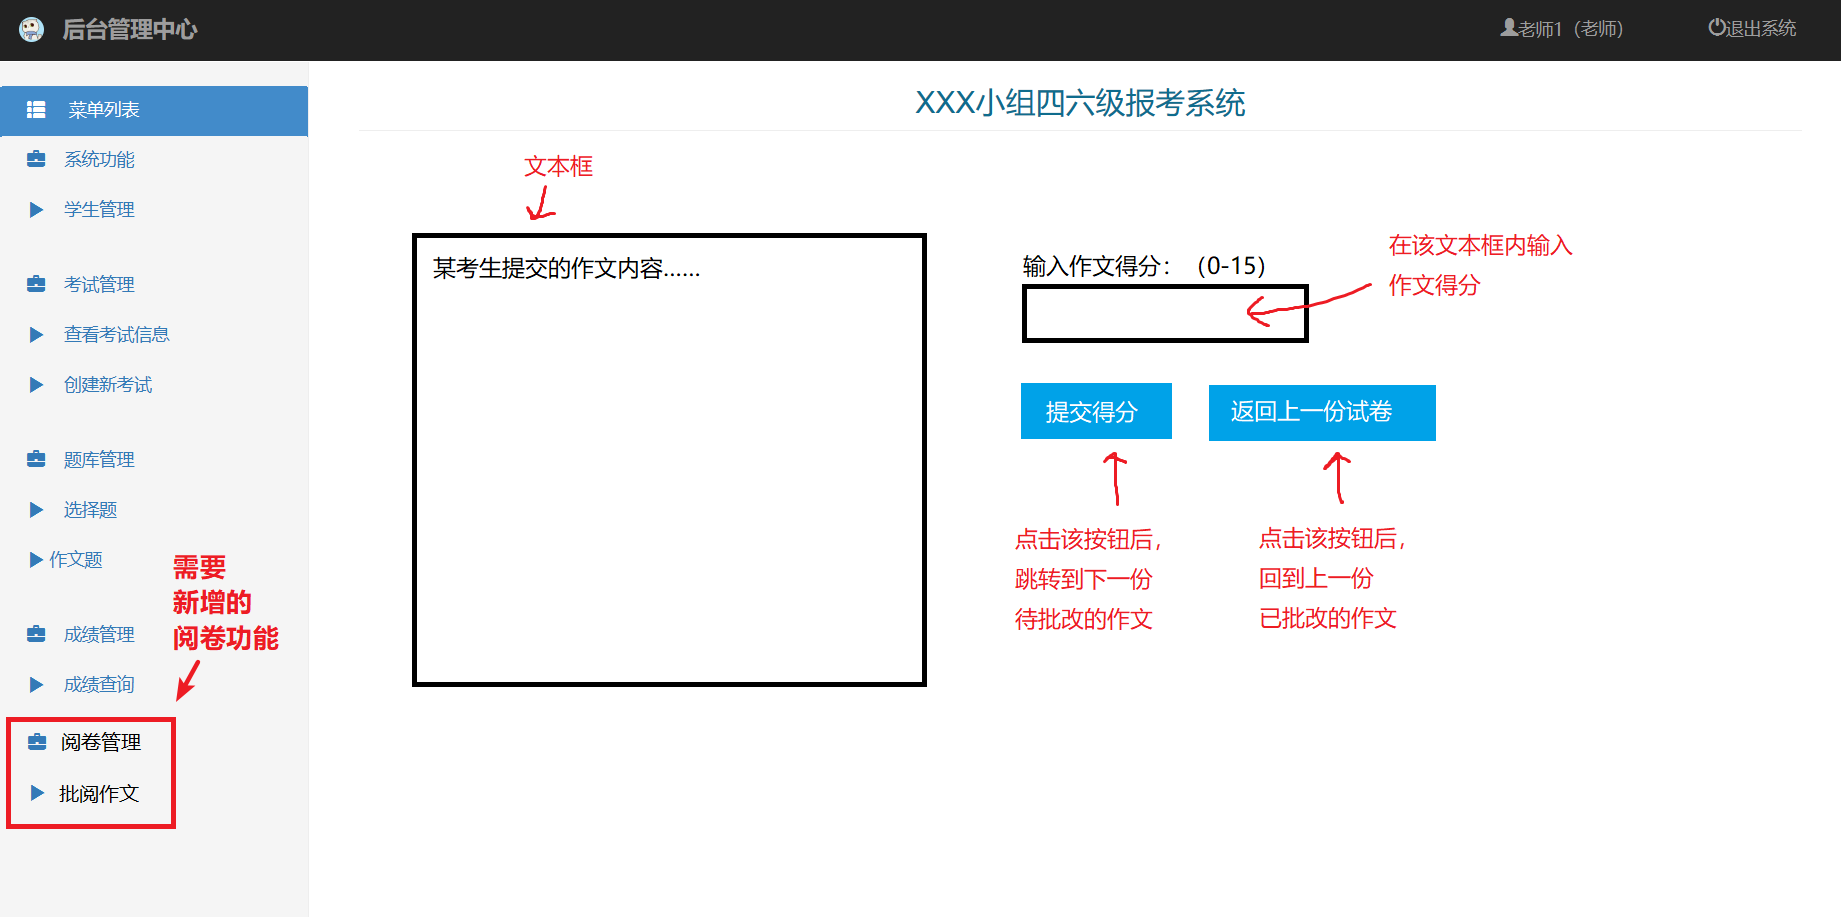 后台管理中心
老师1（老师）
退出系统
菜单列表
系统功能
学生管理
考试管理
查看考试信息
创建新考试
题库管理
选择题
作文题
成绩管理
成绩查询
阅卷管理
批阅作文
需要
新增的
阅卷功能
XXX小组四六级报考系统
文本框
某考生提交的作文内容......
输入作文得分：（0-15）
在该文本框内输入
作文得分
提交得分
返回上一份试卷
点击该按钮后，
跳转到下一份
待批改的作文
点击该按钮后，
回到上一份
已批改的作文